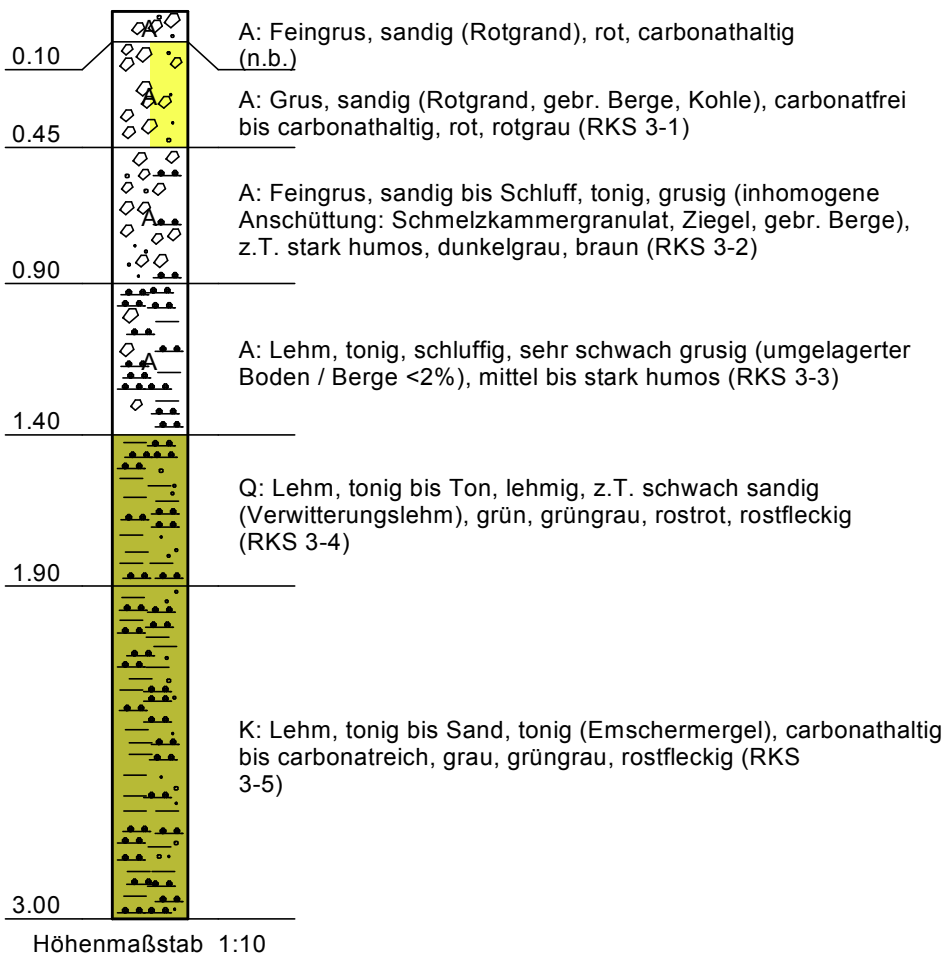 A: Feingrus, sandig (Rotgrand), rot, carbonathaltig
(n.b.)
A
0.10
A: Grus, sandig (Rotgrand, gebr. Berge, Kohle), carbonatfrei
bis carbonathaltig, rot, rotgrau (RKS 3-1)
A
0.45
A: Feingrus, sandig bis Schluff, tonig, grusig (inhomogene
Anschüttung: Schmelzkammergranulat, Ziegel, gebr. Berge),
z.T. stark humos, dunkelgrau, braun (RKS 3-2)
A
0.90
A: Lehm, tonig, schluffig, sehr schwach grusig (umgelagerter
Boden / Berge <2%), mittel bis stark humos (RKS 3-3)
A
1.40
Q: Lehm, tonig bis Ton, lehmig, z.T. schwach sandig
(Verwitterungslehm), grün, grüngrau, rostrot, rostfleckig
(RKS 3-4)
1.90
K: Lehm, tonig bis Sand, tonig (Emschermergel), carbonathaltig
bis carbonatreich, grau, grüngrau, rostfleckig (RKS
3-5)
3.00
Höhenmaßstab 1:10